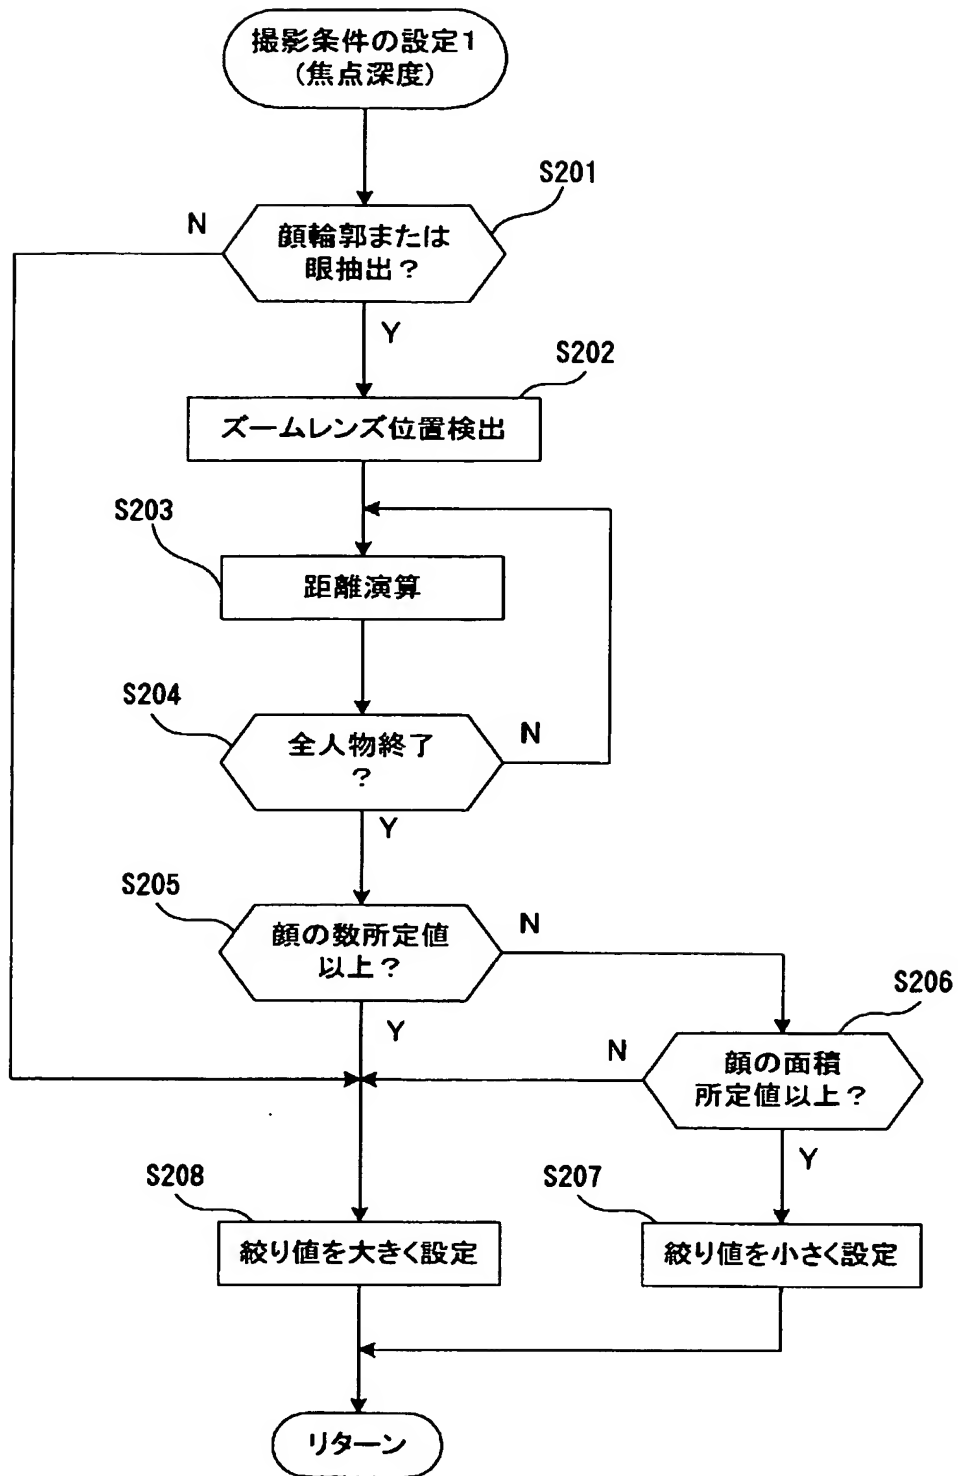 撮影条件の設定1
(焦点深度)
S201
N
顔輪郭または
眼抽出?
Y
S202
ズームレンズ位置検出
S203
距離演算
S204
全人物終了
?
N
Y
S205
顔の数所定値
以上?
N
Y
S206
顔の面積
所定値以上?
N
Y
S208
絞り値を大きく設定
S207
絞り値を小さく設定
リターン